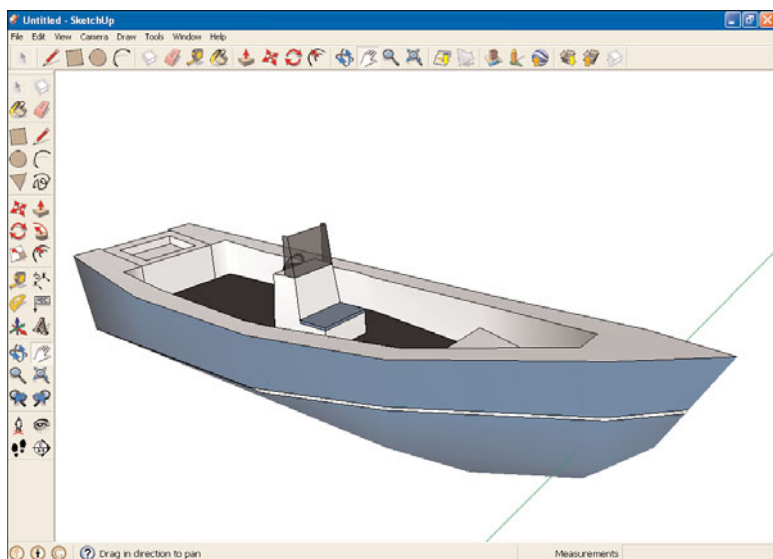 Untitled - SketchUp
File Edit View Camera Draw Tools Window Help
Drag in direction to pan Measurements